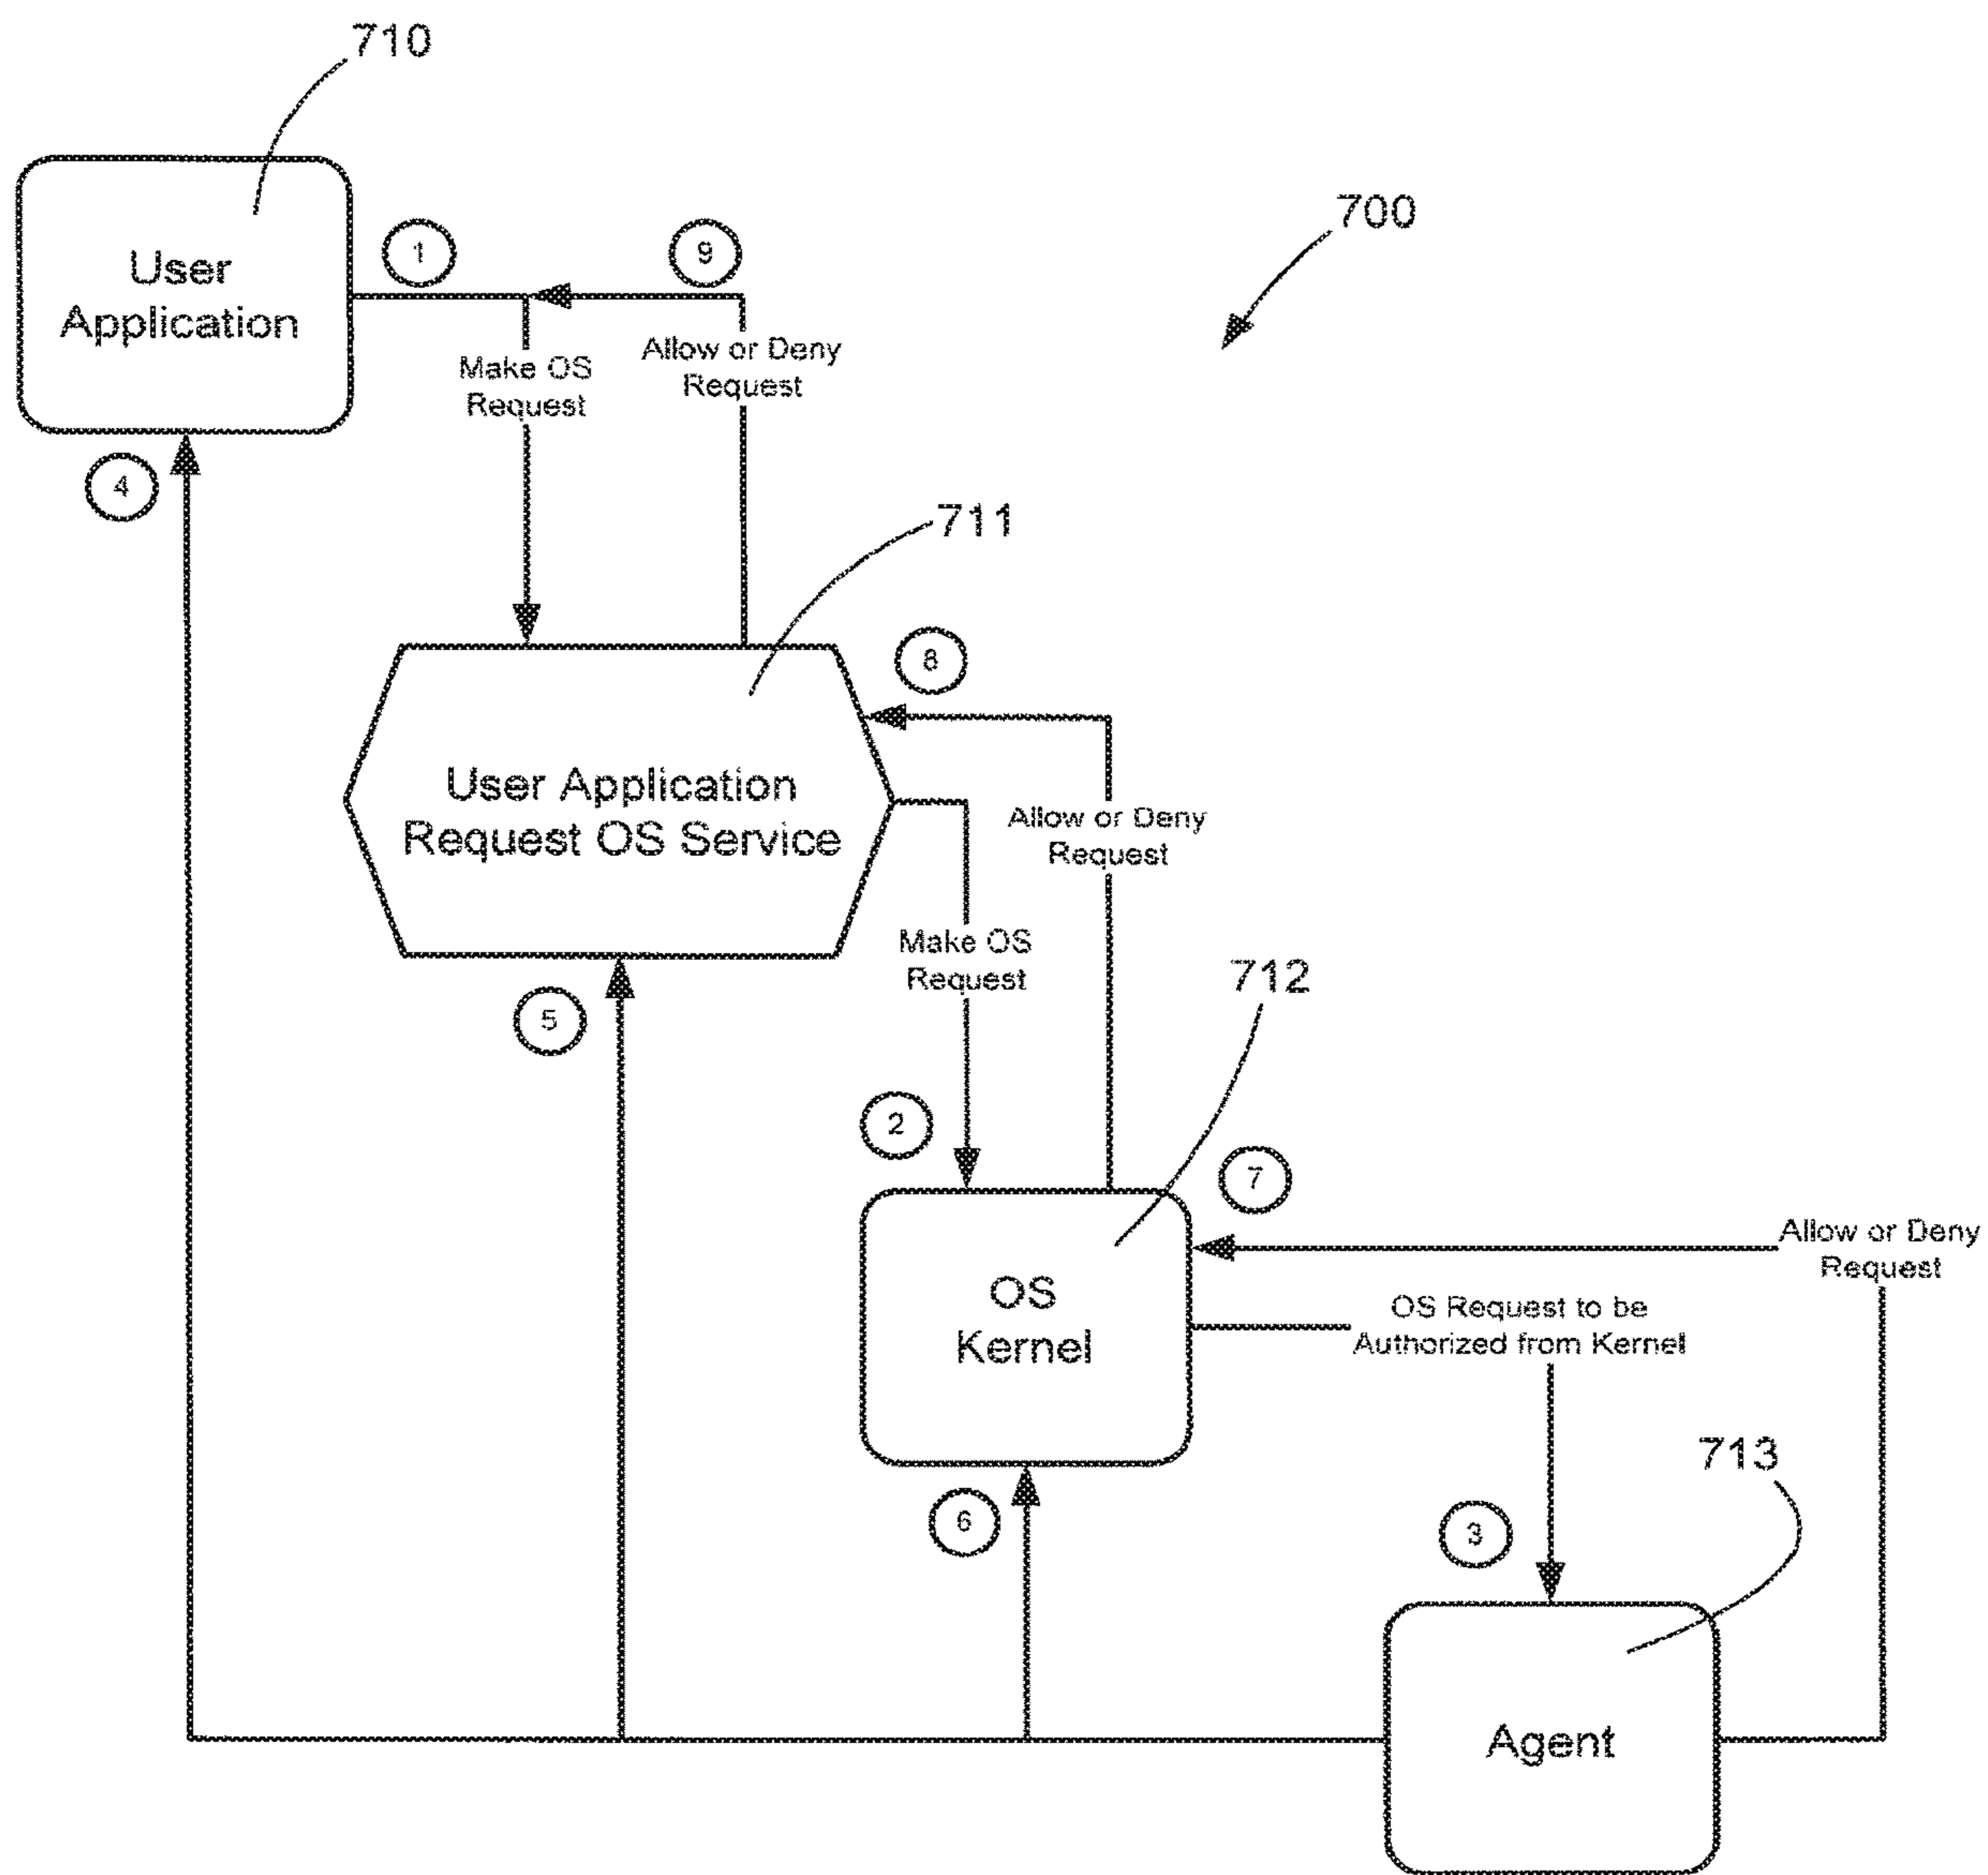 710
700
User
Application
1
9
Make OS
Request
Allow or Deny
Request
4
711
8
User Application
Request OS Service
Allow or Deny
Request
Make OS
Request
5
712
2
7
Allow or Deny
Request
OS
Kernel
OS Request to be
Authorized from Kernel
713
6
3
Agent